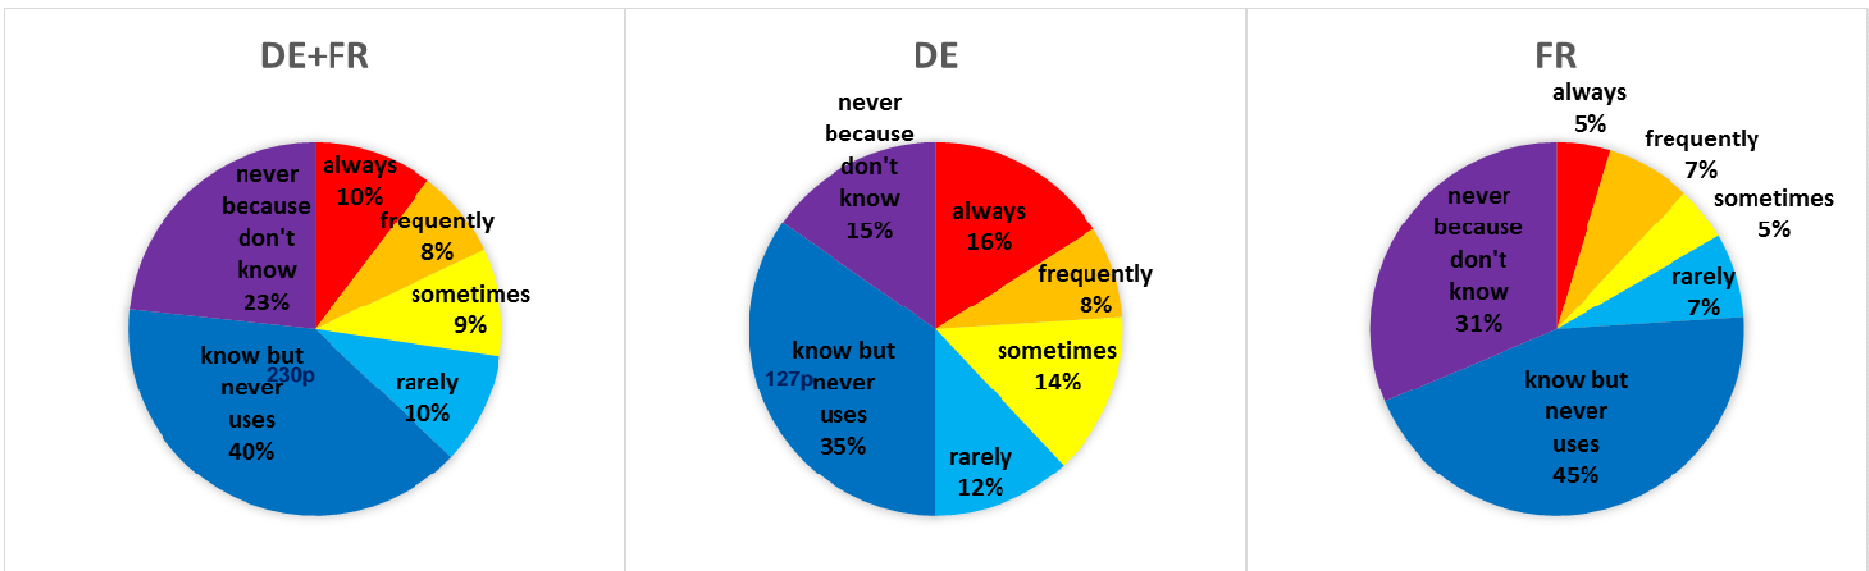 DE+FR
always
10%
frequently
8%
sometimes
9%
rarely
10%
know but
230p
never
uses
40%
never
because
don't
know
23%
DE
always
16%
frequently
8%
sometimes
14%
rarely
12%
know but
127p
never
uses
35%
never
because
don't
know
15%
FR
always
5%
frequently
7%
sometimes
5%
rarely
7%
know but
never
uses
45%
never
because
don't
know
31%